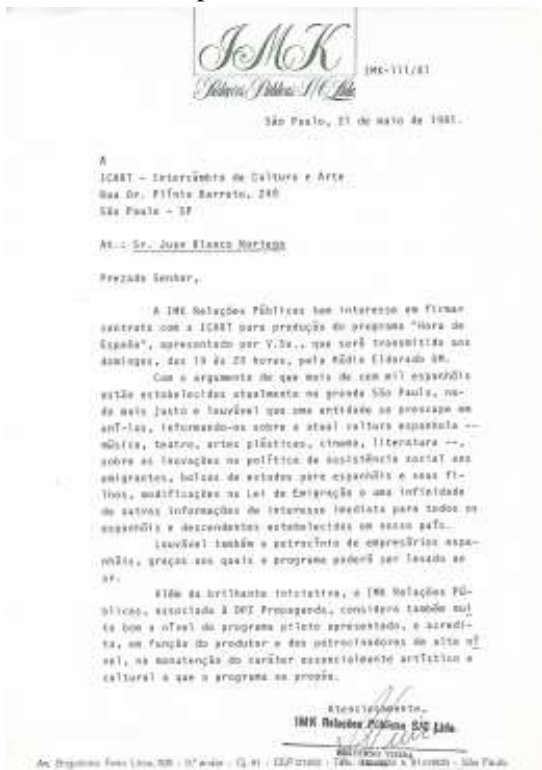 IMK
Relações Públicas S/C Ltda
IMK-111/81
São Paulo, 21 de maio de 1981.
A
ICART - Intercâmbio de Cultura e Arte
Rua Dr. Plínio Barreto, 240
São Paulo - SP
At.: Sr. Juan Blanco Noriega
Prezado Senhor,
A IMK Relações Públicas tem interesse em firmar
contrato com a ICART para produção do programa "Hora de
España", apresentado por V.Sa., que será transmitido aos
domingos, das 19 às 20 horas, pela Rádio Eldorado AM.
Com o argumento de que mais de cem mil espanhóis
estão estabelecidos atualmente na grande São Paulo, na-
da mais justo e louvável que uma entidade se preocupe em
uní-los, informando-os sobre a atual cultura espanhola --
música, teatro, artes plásticas, cinema, literatura --,
sobre as inovações na política de assistência social aos
emigrantes, bolsas de estudos para espanhóis e seus fi-
lhos, modificações na Lei de Emigração e uma infinidade
de outras informações de interesse imediato para todos os
espanhóis e descendentes estabelecidos em nosso país.
Louvável também o patrocínio de empresários espa-
nhóis, graças aos quais o programa poderá ser levado ao
ar.
Além da brilhante iniciativa, a IMK Relações Pú-
blicas, associada à DPZ Propaganda, considera também mui
to bom o nível do programa piloto apresentado, e acredi-
ta, em função do produtor e dos patrocinadores de alto ní
vel, na manutenção do caráter essencialmente artístico e
cultural a que o programa se propõe.
Atenciosamente,
IMK Relações Públicas S/C Ltda.
Av. Brigadeiro Faria Lima, - 11º andar - Cj. - CEP - Tels. - São Paulo